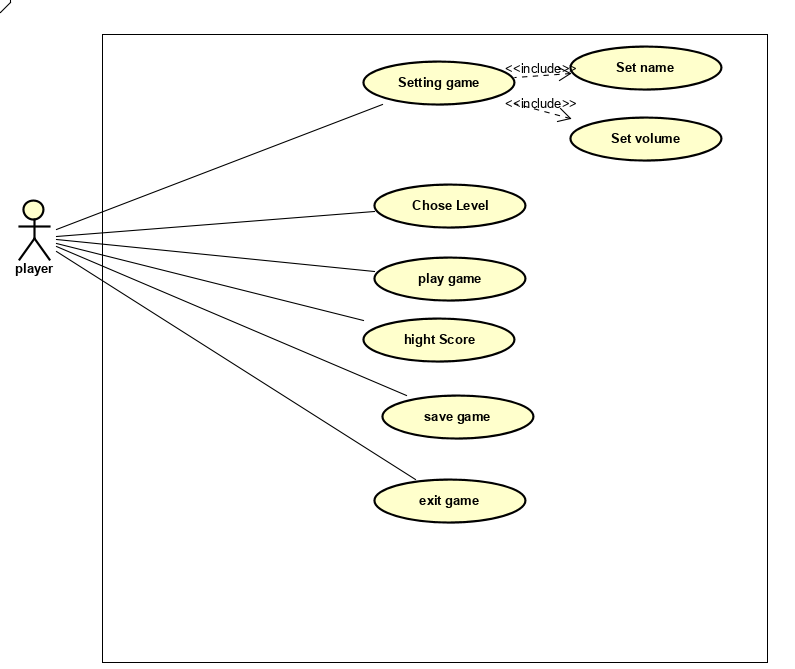 Setting game
<<include>>
Set name
<<include>>
Set volume
Chose Level
player
play game
hight Score
save game
exit game